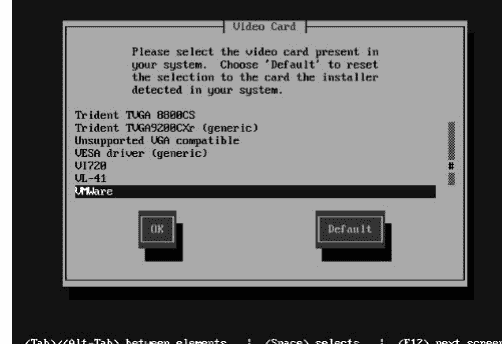 Video Card
Please select the video card present in
your system. Choose 'Default' to reset
the selection to the card the installer
detected in your system.
Trident TVGA 8800CS
Trident TVGA9200CXr (generic)
Unsupported VGA compatible
VESA driver (generic)
VI720
VL-41
VMWare
#
OK
Default
<Tab>/<Alt-Tab> between elements | <Space> selects | <F12> next screen